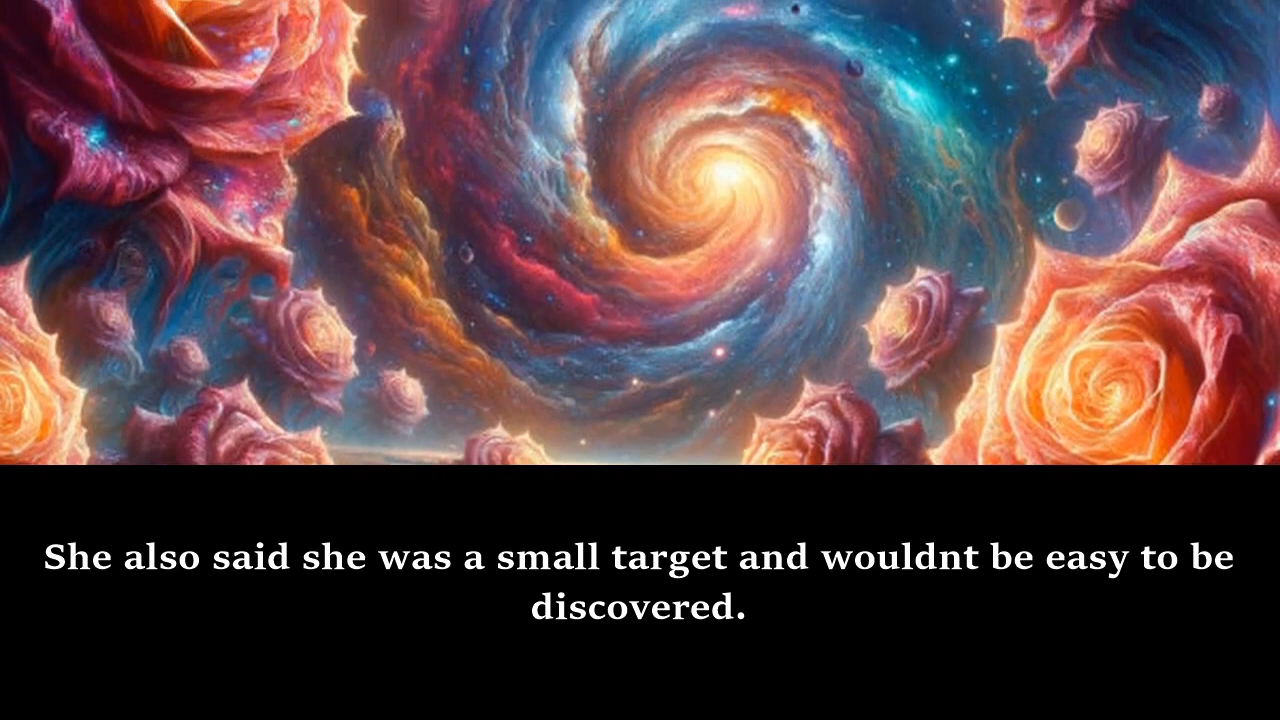 She also said she was a small target and wouldnt be easy to be
discovered.